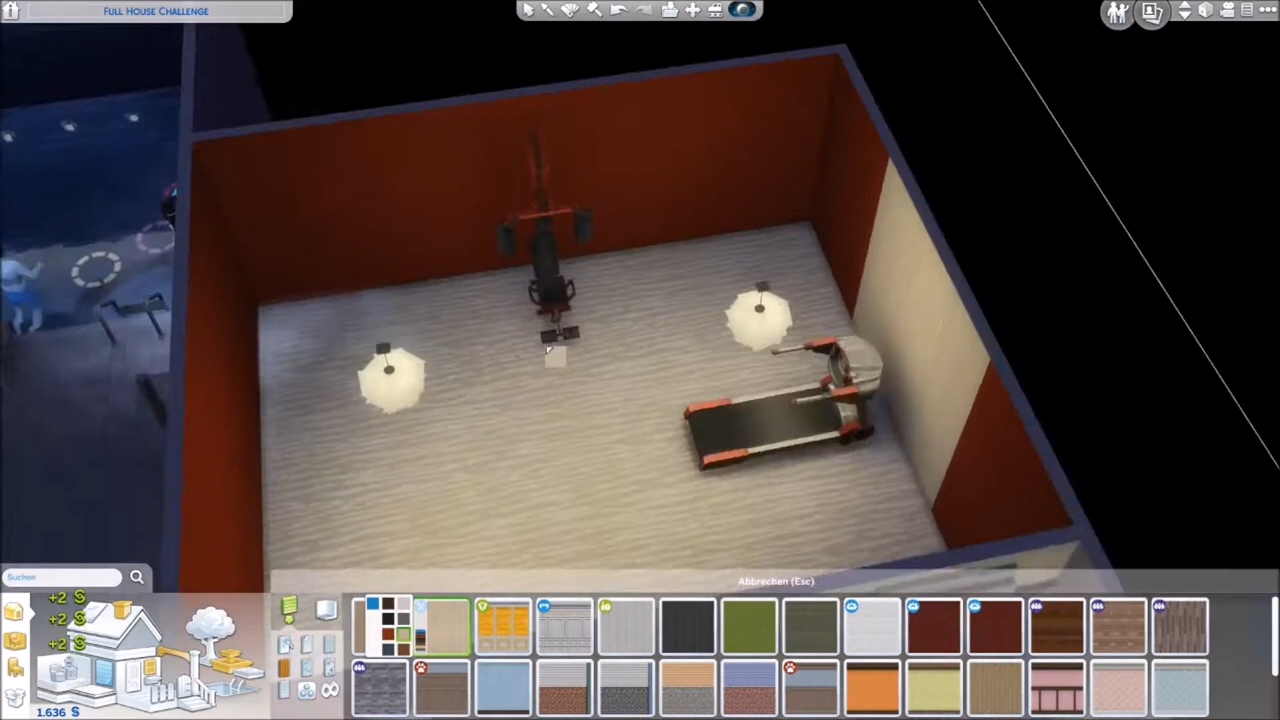 Full House Challenge
Abbrechen (Esc)
Suchen
+2 $
+2 $
+2 $
1.636 $